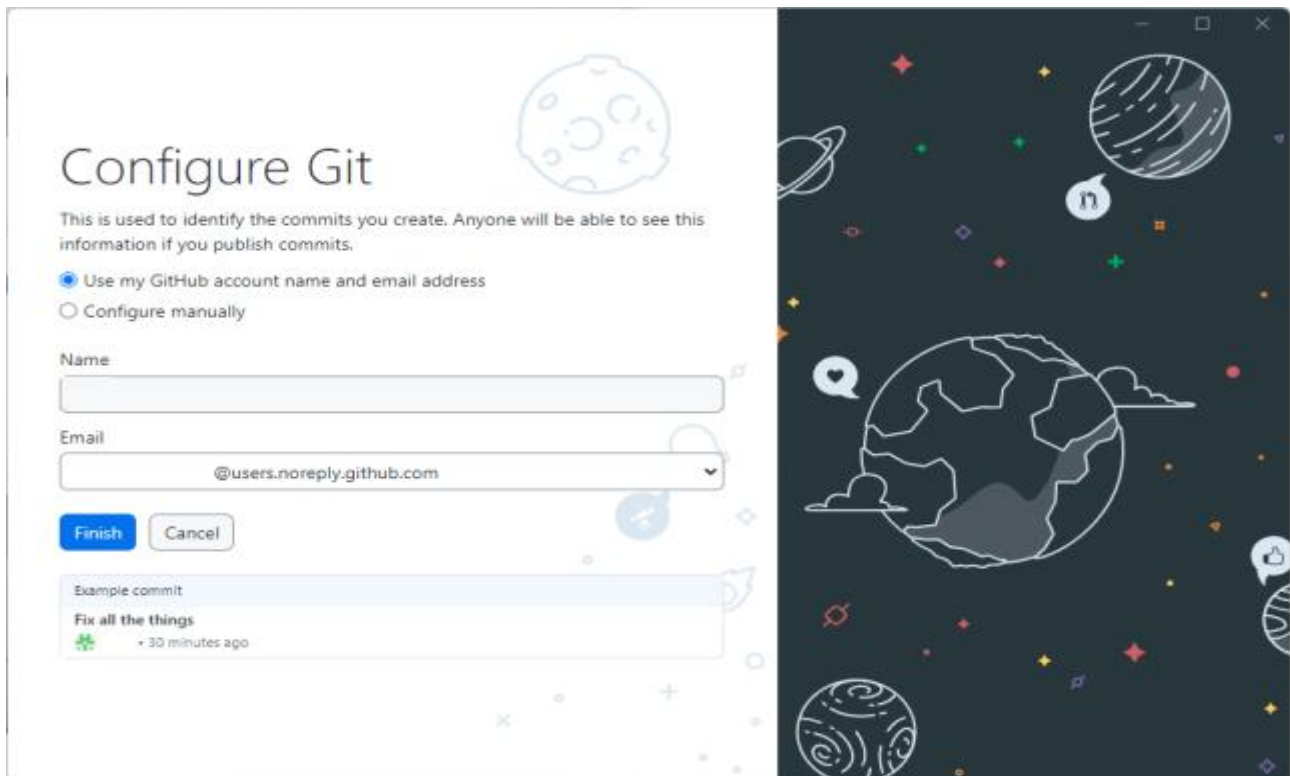 Configure Git
This is used to identify the commits you create. Anyone will be able to see this
information if you publish commits.
Use my GitHub account name and email address
Configure manually
Name
Email
@users.noreply.github.com
Finish
Cancel
Example commit
Fix all the things
• 30 minutes ago